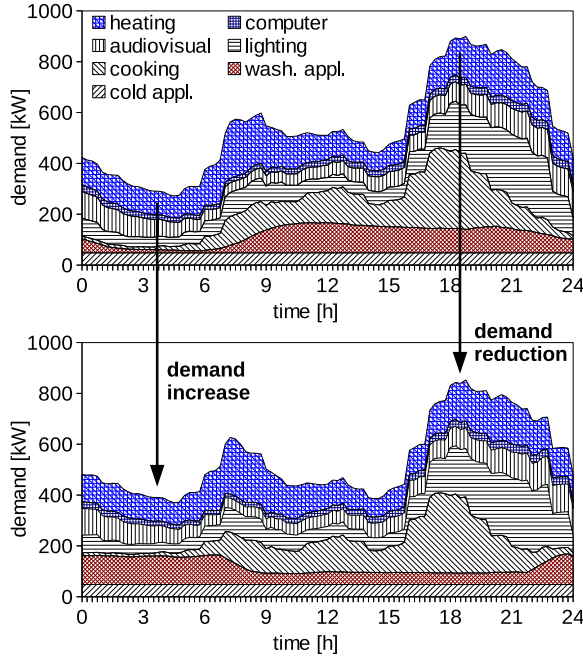 heating
computer
audiovisual
lighting
cooking
wash. appl.
cold appl.
demand [kW]
1000
800
600
400
200
0
0 3 6 9 12 15 18 21 24
time [h]
demand
increase
demand
reduction
demand [kW]
1000
800
600
400
200
0
0 3 6 9 12 15 18 21 24
time [h]